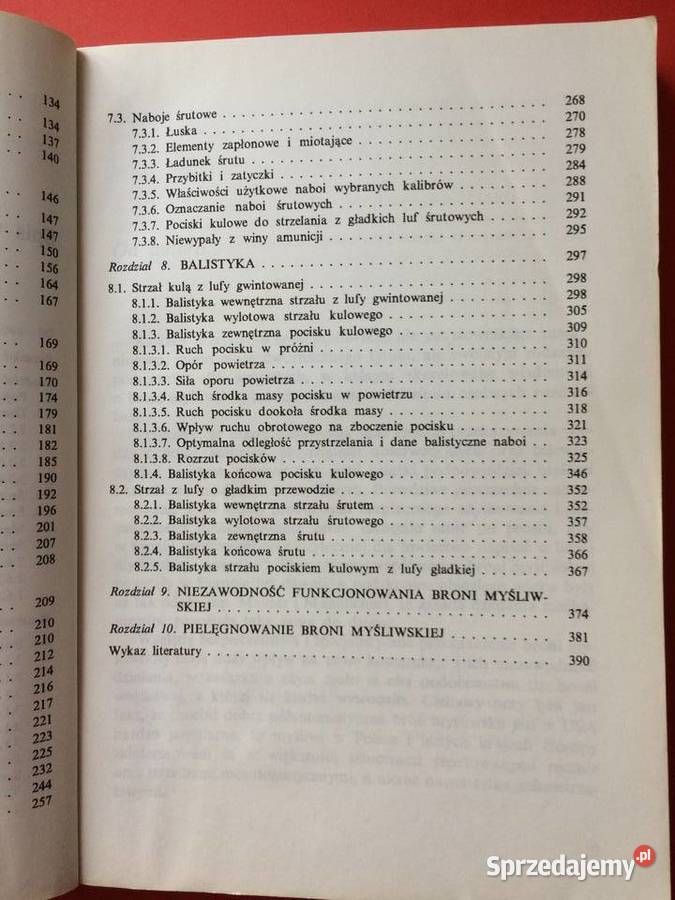 134
134
137
140
146
147
147
150
156
164
167
169
169
170
174
179
181
182
185
190
192
196
201
207
208
209
210
210
212
214
216
217
221
223
225
232
244
257
7.3. Naboje śrutowe . . . . . . . . . . 268
7.3.1. Łuska . . . . . . . . . . 270
7.3.2. Elementy zapłonowe i miotające . . . . . . . . . . 278
7.3.3. Ładunek śrutu . . . . . . . . . . 279
7.3.4. Przybitki i zatyczki . . . . . . . . . . 284
7.3.5. Właściwości użytkowe naboi wybranych kalibrów . . . . . . 288
7.3.6. Oznaczanie naboi śrutowych . . . . . . . . . . 291
7.3.7. Pociski kulowe do strzelania z gładkich luf śrutowych . . . . 292
7.3.8. Niewypały z winy amunicji . . . . . . . . . . 295
Rozdział 8. BALISTYKA . . . . . . . . . . 297
8.1. Strzał kulą z lufy gwintowanej . . . . . . . . . . 298
8.1.1. Balistyka wewnętrzna strzału z lufy gwintowanej . . . . . . 298
8.1.2. Balistyka wylotowa strzału kulowego . . . . . . . . . . 305
8.1.3. Balistyka zewnętrzna pocisku kulowego . . . . . . . . . . 309
8.1.3.1. Ruch pocisku w próżni . . . . . . . . . . 310
8.1.3.2. Opór powietrza . . . . . . . . . . 311
8.1.3.3. Siła oporu powietrza . . . . . . . . . . 314
8.1.3.4. Ruch środka masy pocisku w powietrzu . . . . . . . . 316
8.1.3.5. Ruch pocisku dookoła środka masy . . . . . . . . . . 318
8.1.3.6. Wpływ ruchu obrotowego na zboczenie pocisku . . . . . . 321
8.1.3.7. Optymalna odległość przystrzelania i dane balistyczne naboi . . 323
8.1.3.8. Rozrzut pocisków . . . . . . . . . . 325
8.1.4. Balistyka końcowa pocisku kulowego . . . . . . . . . . 346
8.2. Strzał z lufy o gładkim przewodzie . . . . . . . . . . 352
8.2.1. Balistyka wewnętrzna strzału śrutem . . . . . . . . . . 352
8.2.2. Balistyka wylotowa strzału śrutowego . . . . . . . . . . 357
8.2.3. Balistyka zewnętrzna śrutu . . . . . . . . . . 358
8.2.4. Balistyka końcowa śrutu . . . . . . . . . . 366
8.2.5. Balistyka strzału pociskiem kulowym z lufy gładkiej . . . . 367
Rozdział 9. NIEZAWODNOŚĆ FUNKCJONOWANIA BRONI MYŚLIW-
SKIEJ . . . . . . . . . . 374
Rozdział 10. PIELĘGNOWANIE BRONI MYŚLIWSKIEJ . . . . . . 381
Wykaz literatury . . . . . . . . . . 390
Sprzedajemy.pl